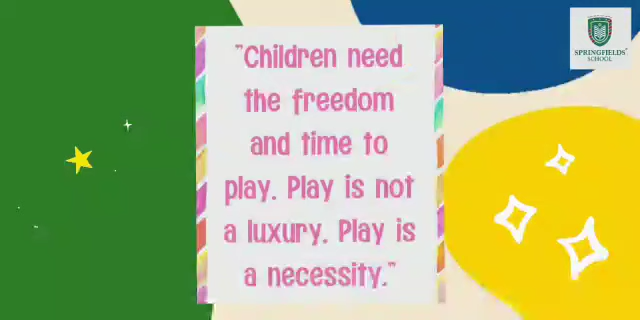 "Children need
the freedom
and time to
play. Play is not
a luxury. Play is
a necessity."
SPRINGFIELDS
SCHOOL